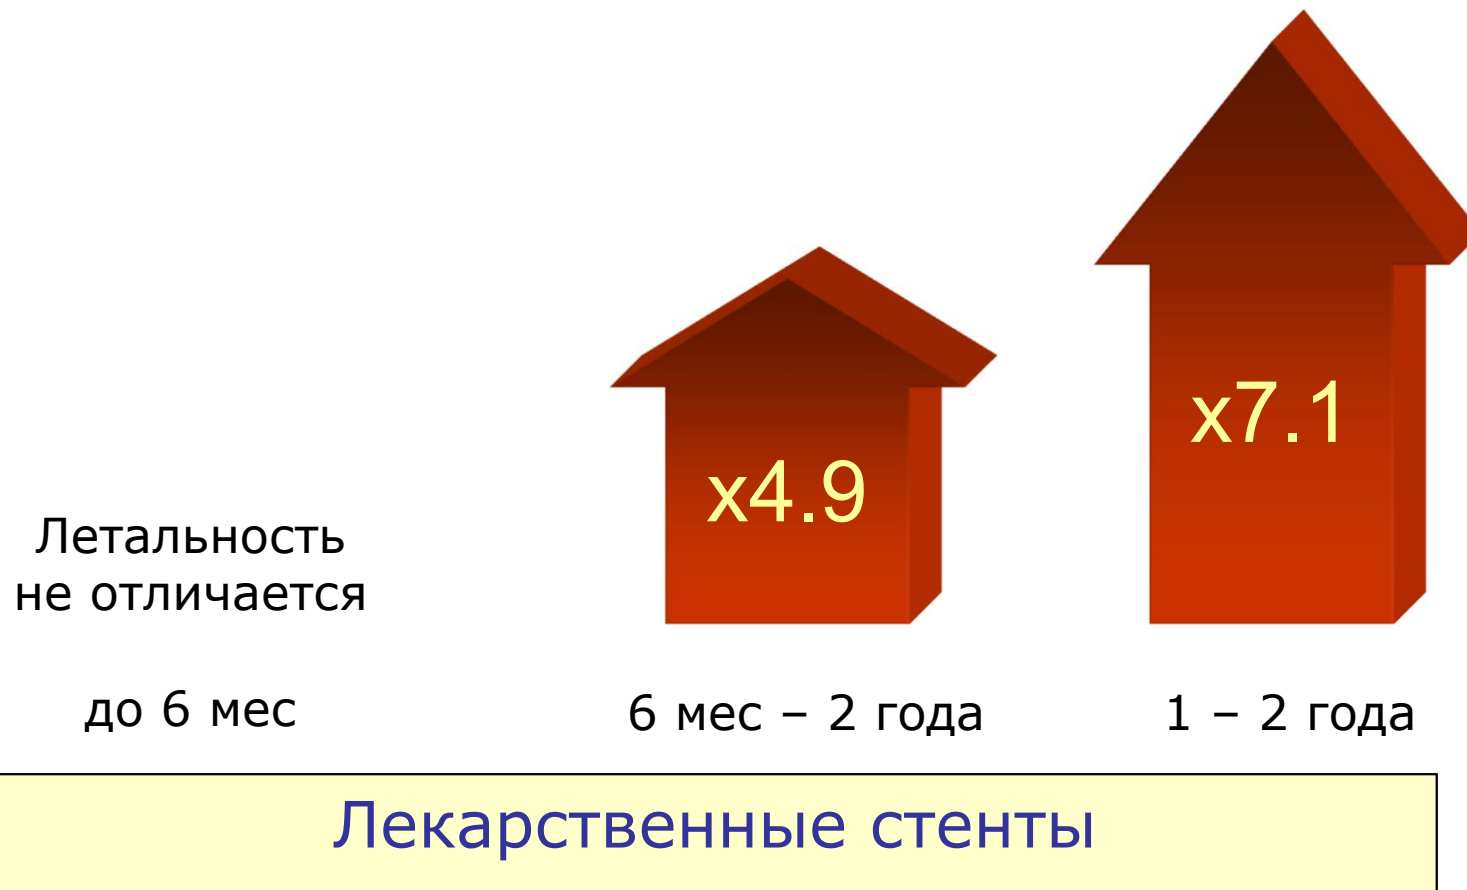 x7.1
x4.9
Летальность
не отличается
до 6 мес
6 мес – 2 года
1 – 2 года
Лекарственные стенты